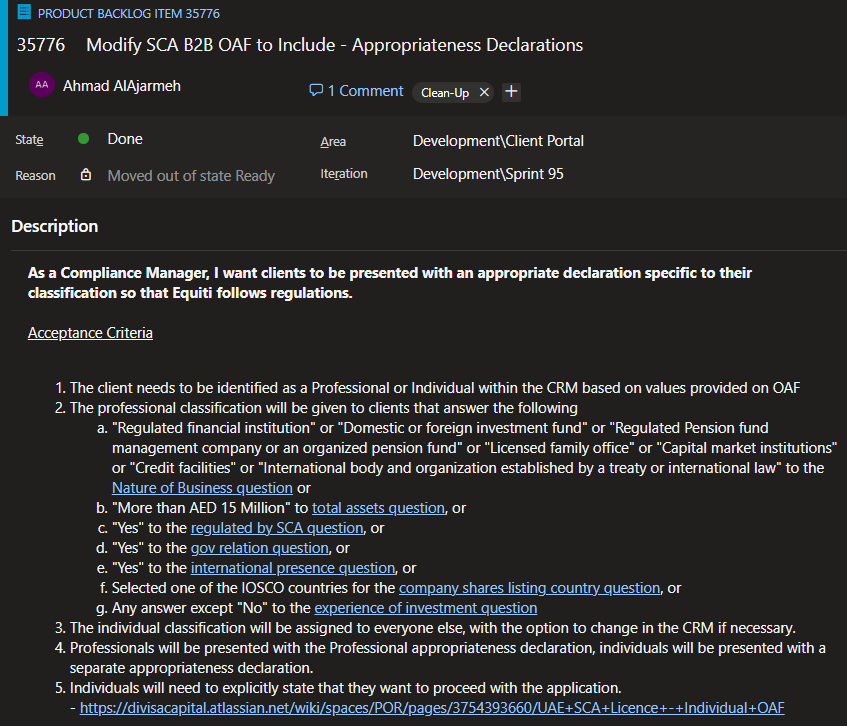 PRODUCT BACKLOG ITEM 35776
35776 Modify SCA B2B OAF to Include - Appropriateness Declarations
AA Ahmad AlAjarmeh 1 Comment Clean-Up
State Done Area Development\Client Portal
Reason Moved out of state Ready Iteration Development\Sprint 95
Description
As a Compliance Manager, I want clients to be presented with an appropriate declaration specific to their
classification so that Equiti follows regulations.
Acceptance Criteria
1. The client needs to be identified as a Professional or Individual within the CRM based on values provided on OAF
2. The professional classification will be given to clients that answer the following
a. "Regulated financial institution" or "Domestic or foreign investment fund" or "Regulated Pension fund
management company or an organized pension fund" or "Licensed family office" or "Capital market institutions"
or "Credit facilities" or "International body and organization established by a treaty or international law" to the
Nature of Business question or
b. "More than AED 15 Million" to total assets question, or
c. "Yes" to the regulated by SCA question, or
d. "Yes" to the gov relation question, or
e. "Yes" to the international presence question, or
f. Selected one of the IOSCO countries for the company shares listing country question, or
g. Any answer except "No" to the experience of investment question
3. The individual classification will be assigned to everyone else, with the option to change in the CRM if necessary.
4. Professionals will be presented with the Professional appropriateness declaration, individuals will be presented with a
separate appropriateness declaration.
5. Individuals will need to explicitly state that they want to proceed with the application.
- https://divisacapital.atlassian.net/wiki/spaces/POR/pages/3754393660/UAE+SCA+Licence+-+Individual+OAF